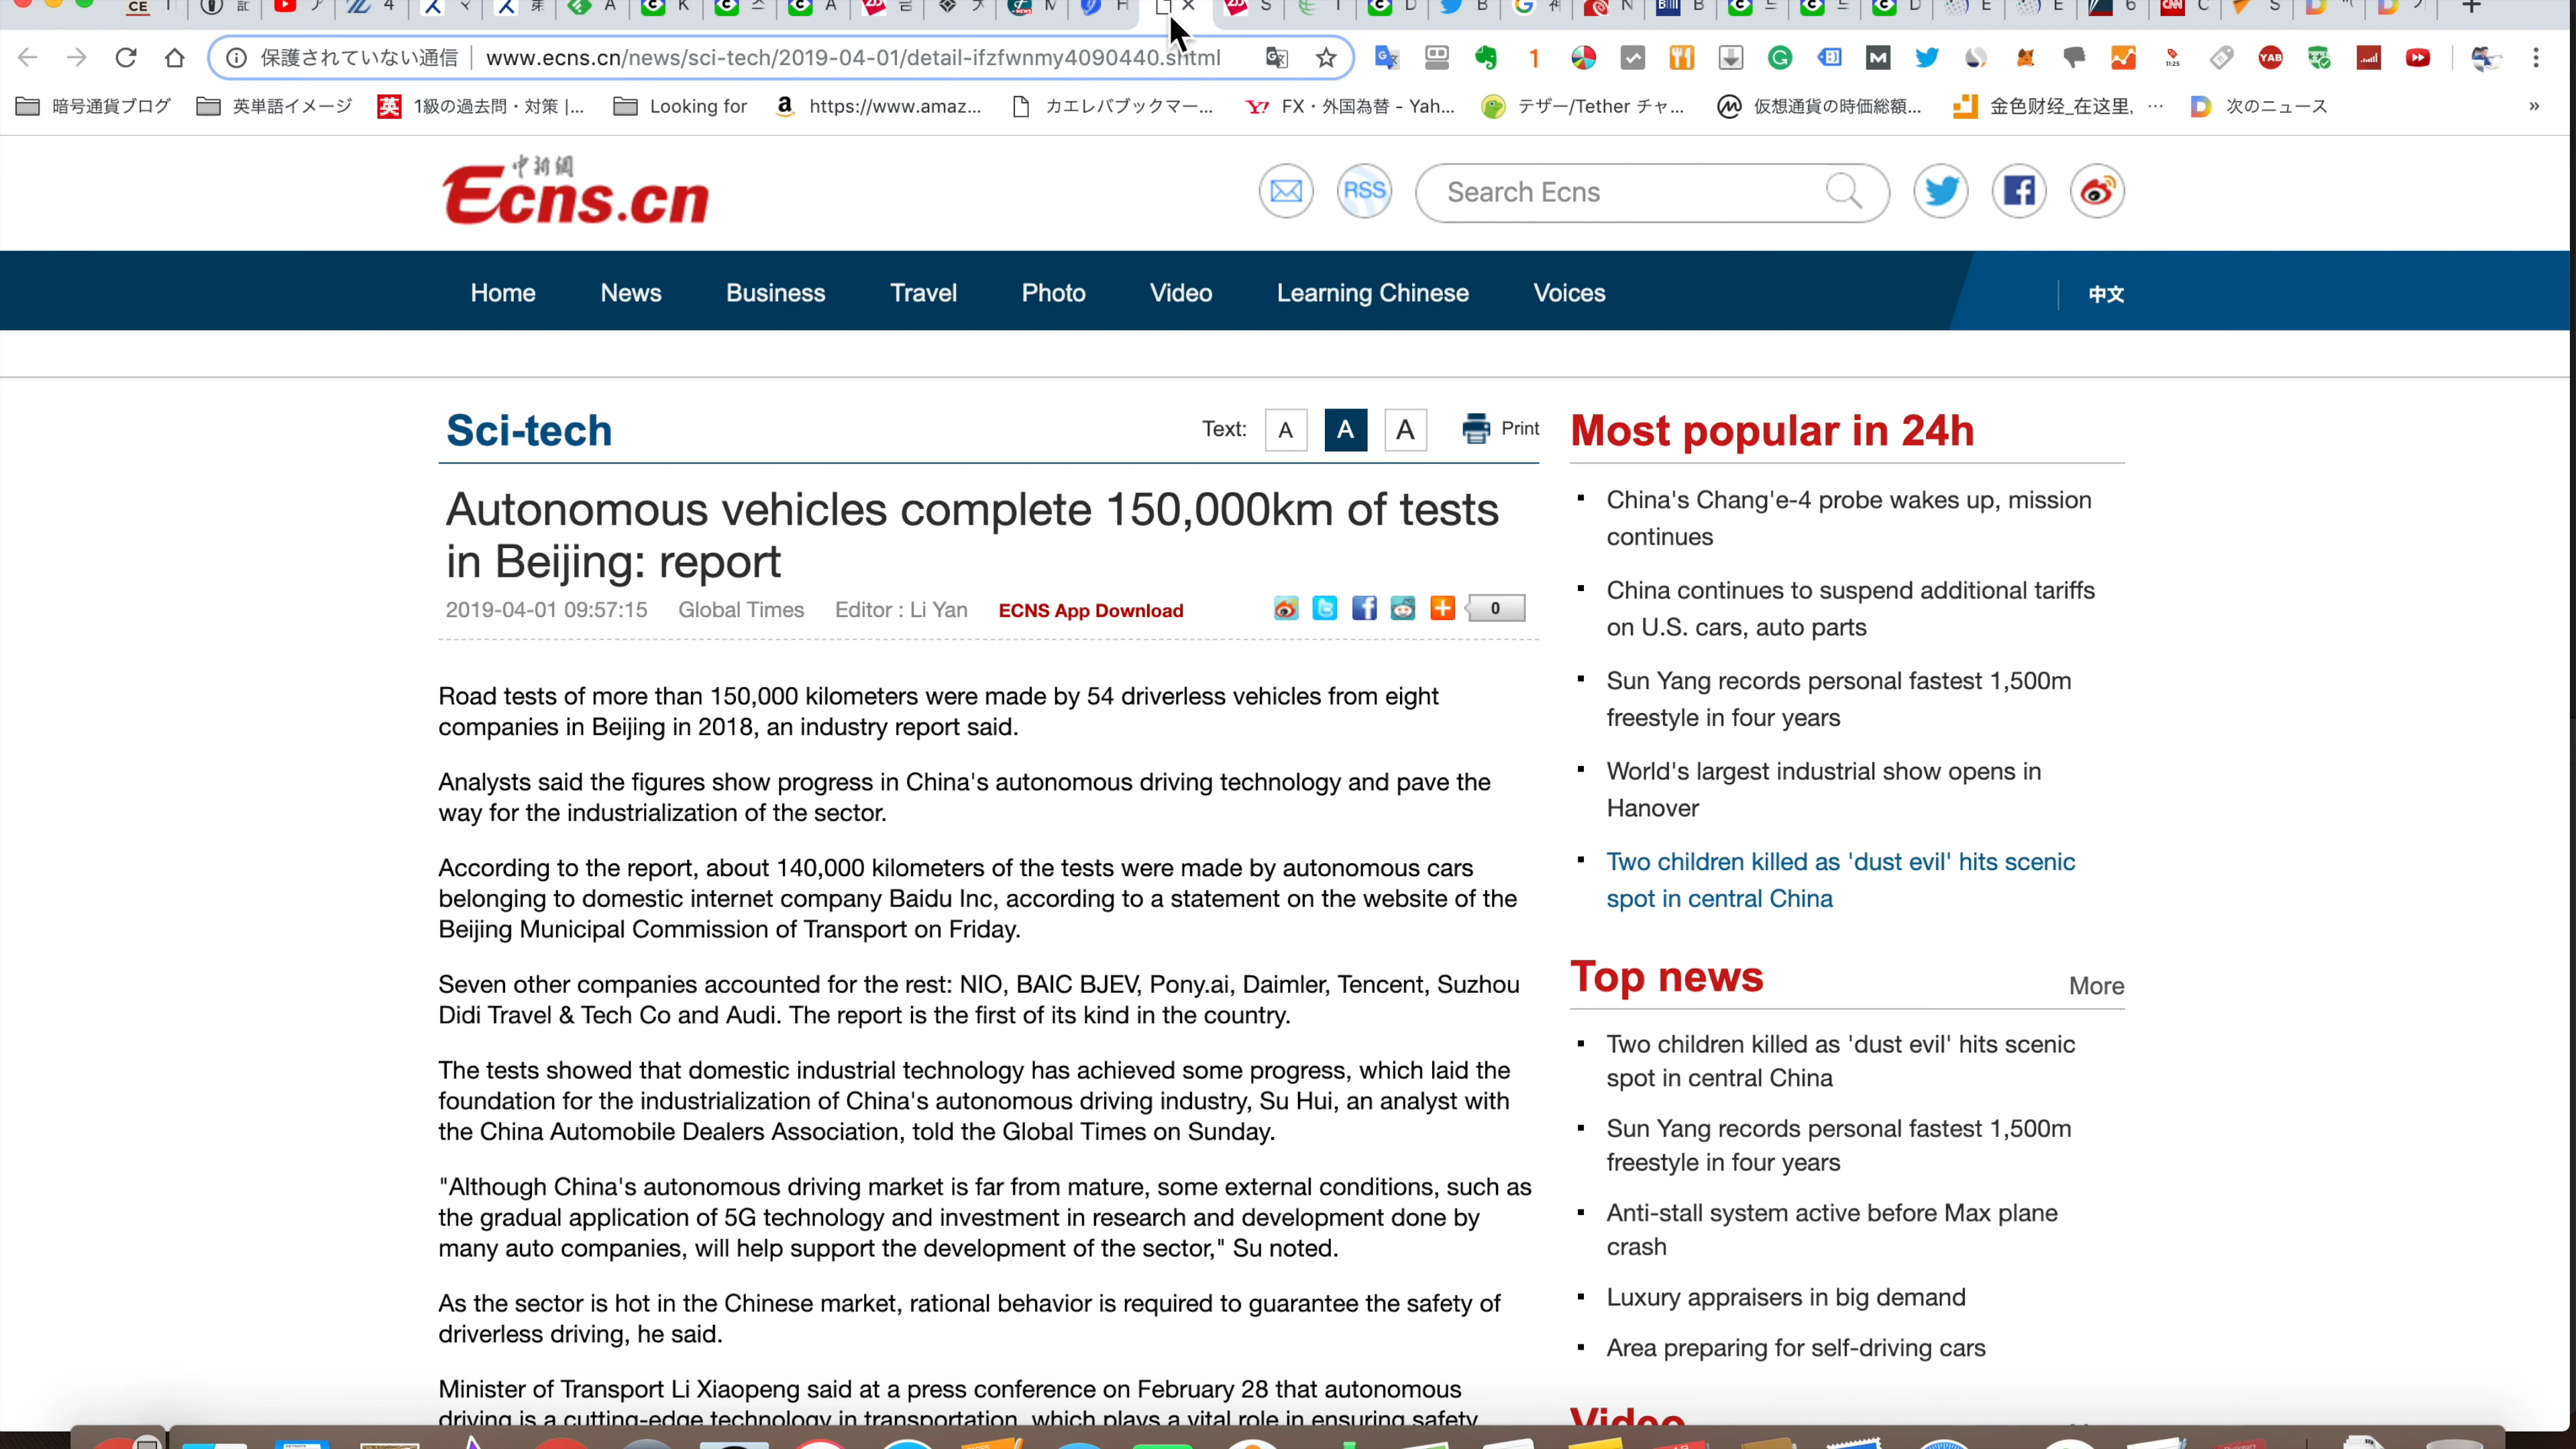 保護されていない通信 www.ecns.cn/news/sci-tech/2019-04-01/detail-ifzfwnmy4090440.shtml
暗号通貨ブログ 英単語イメージ 英 1級の過去問・対策 |... Looking for https://www.amaz... カエレバブックマー... Y! FX・外国為替 - Yah... テザー/Tether チャ... 仮想通貨の時価総額... 金色财经_在这里, ... 次のニュース »
中新網
Ecns.cn
RSS
Search Ecns
Home News Business Travel Photo Video Learning Chinese Voices 中文
Sci-tech
Text: A A A Print
Autonomous vehicles complete 150,000km of tests
in Beijing: report
2019-04-01 09:57:15 Global Times Editor : Li Yan ECNS App Download 0
Road tests of more than 150,000 kilometers were made by 54 driverless vehicles from eight
companies in Beijing in 2018, an industry report said.
Analysts said the figures show progress in China's autonomous driving technology and pave the
way for the industrialization of the sector.
According to the report, about 140,000 kilometers of the tests were made by autonomous cars
belonging to domestic internet company Baidu Inc, according to a statement on the website of the
Beijing Municipal Commission of Transport on Friday.
Seven other companies accounted for the rest: NIO, BAIC BJEV, Pony.ai, Daimler, Tencent, Suzhou
Didi Travel & Tech Co and Audi. The report is the first of its kind in the country.
The tests showed that domestic industrial technology has achieved some progress, which laid the
foundation for the industrialization of China's autonomous driving industry, Su Hui, an analyst with
the China Automobile Dealers Association, told the Global Times on Sunday.
"Although China's autonomous driving market is far from mature, some external conditions, such as
the gradual application of 5G technology and investment in research and development done by
many auto companies, will help support the development of the sector," Su noted.
As the sector is hot in the Chinese market, rational behavior is required to guarantee the safety of
driverless driving, he said.
Minister of Transport Li Xiaopeng said at a press conference on February 28 that autonomous
driving is a cutting-edge technology in transportation, which plays a vital role in ensuring safety
Most popular in 24h
China's Chang'e-4 probe wakes up, mission
continues
China continues to suspend additional tariffs
on U.S. cars, auto parts
Sun Yang records personal fastest 1,500m
freestyle in four years
World's largest industrial show opens in
Hanover
Two children killed as 'dust evil' hits scenic
spot in central China
Top news More
Two children killed as 'dust evil' hits scenic
spot in central China
Sun Yang records personal fastest 1,500m
freestyle in four years
Anti-stall system active before Max plane
crash
Luxury appraisers in big demand
Area preparing for self-driving cars
Video